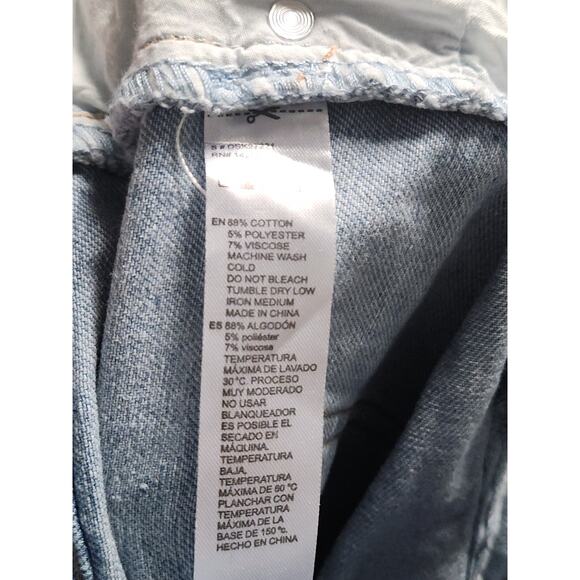 EN 88% COTTON
5% POLYESTER
7% VISCOSE
MACHINE WASH
COLD
DO NOT BLEACH
TUMBLE DRY LOW
IRON MEDIUM
MADE IN CHINA
ES 88% ALGODÓN
5% poliéster
7% viscosa
TEMPERATURA
MÁXIMA DE LAVADO
30°C. PROCESO
MUY MODERADO
NO USAR
BLANQUEADOR
ES POSIBLE EL
SECADO EN
MÁQUINA.
TEMPERATURA
BAJA,
TEMPERATURA
MÁXIMA DE 60 °C
PLANCHAR CON
TEMPERATURA
MÁXIMA DE LA
BASE DE 150 °C.
HECHO EN CHINA